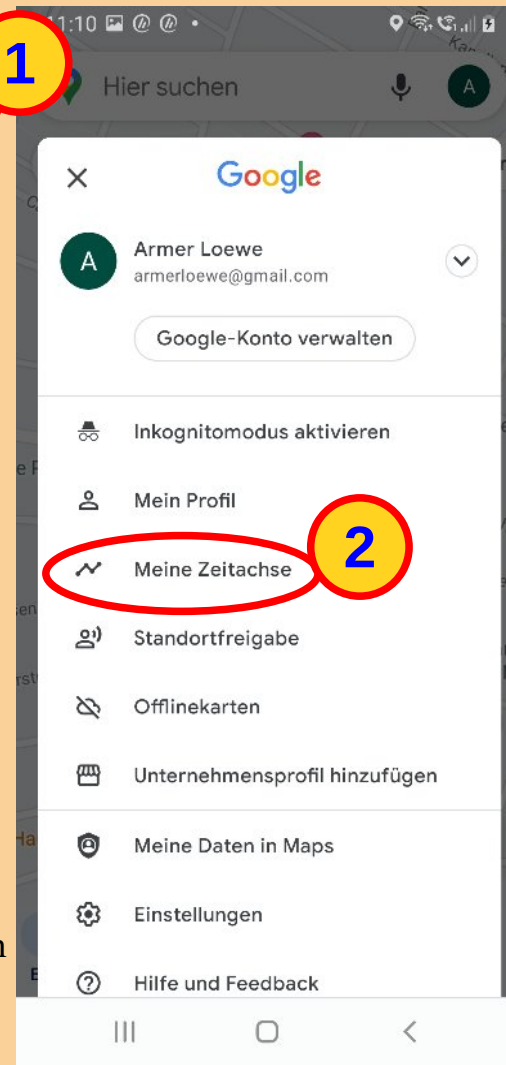 11:10
1
Hier suchen
A
Google
A
Armer Loewe
armerloewe@gmail.com
Google-Konto verwalten
Inkognitomodus aktivieren
Mein Profil
Meine Zeitachse
2
Standortfreigabe
Offlinekarten
Unternehmensprofil hinzufügen
Meine Daten in Maps
Einstellungen
Hilfe und Feedback